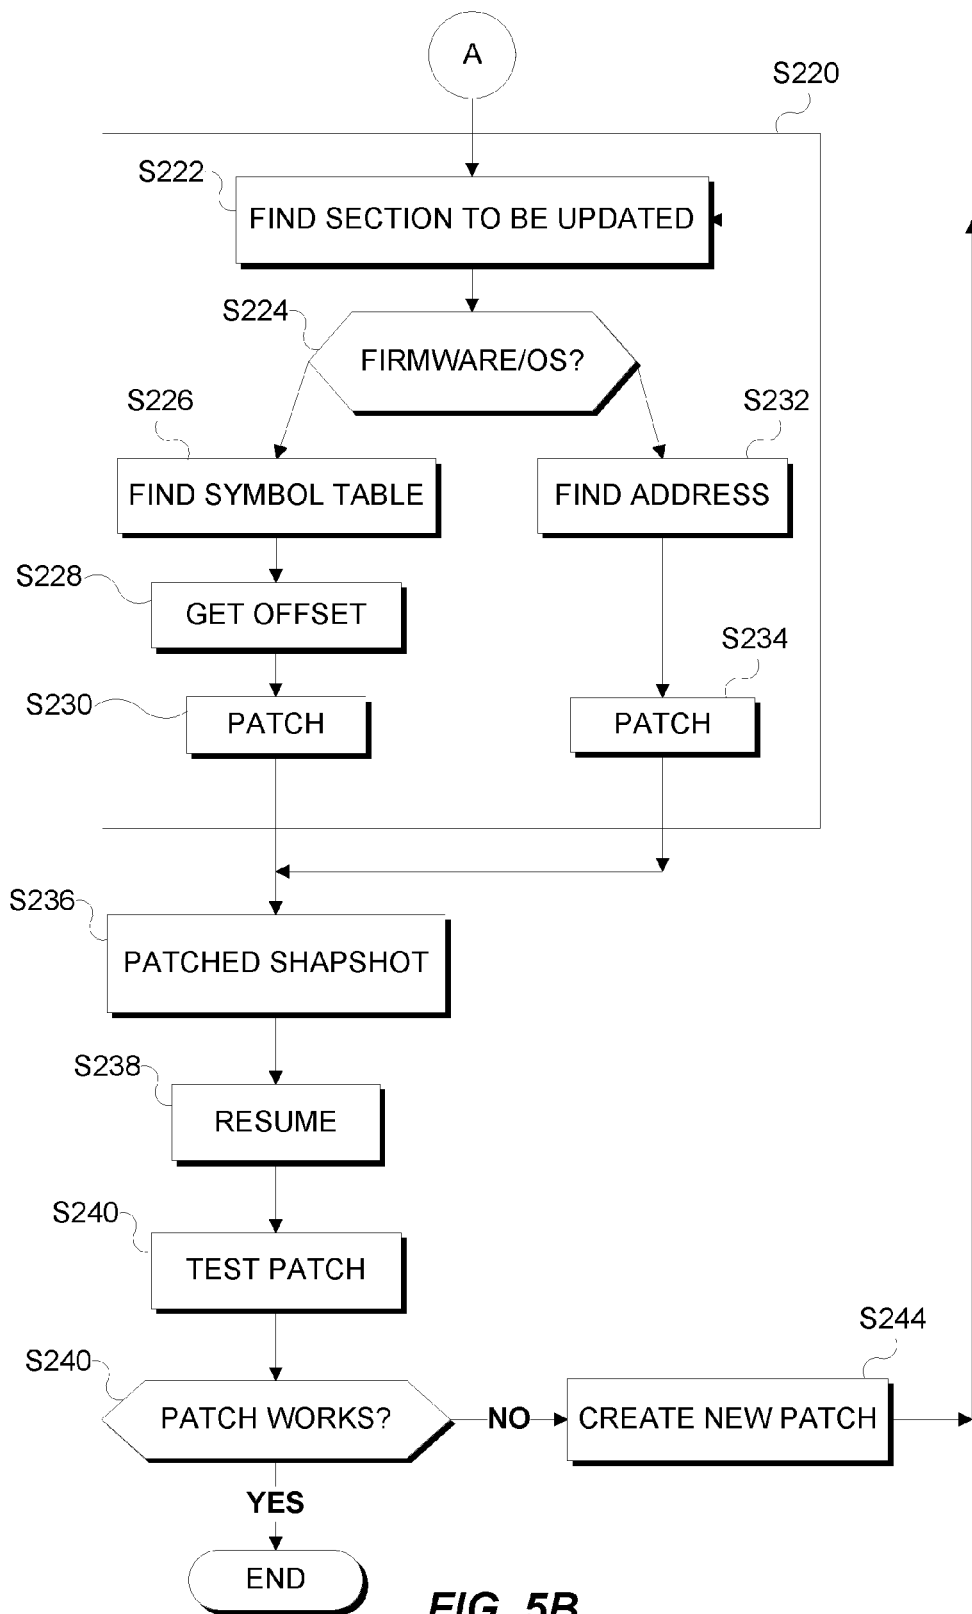 A
S220
S222
FIND SECTION TO BE UPDATED
S224
FIRMWARE/OS?
S226
S232
FIND SYMBOL TABLE
FIND ADDRESS
S228
GET OFFSET
S234
S230
PATCH
PATCH
S236
PATCHED SHAPSHOT
S238
RESUME
S240
TEST PATCH
S244
S240
PATCH WORKS?
NO
CREATE NEW PATCH
YES
END
FIG. 5B